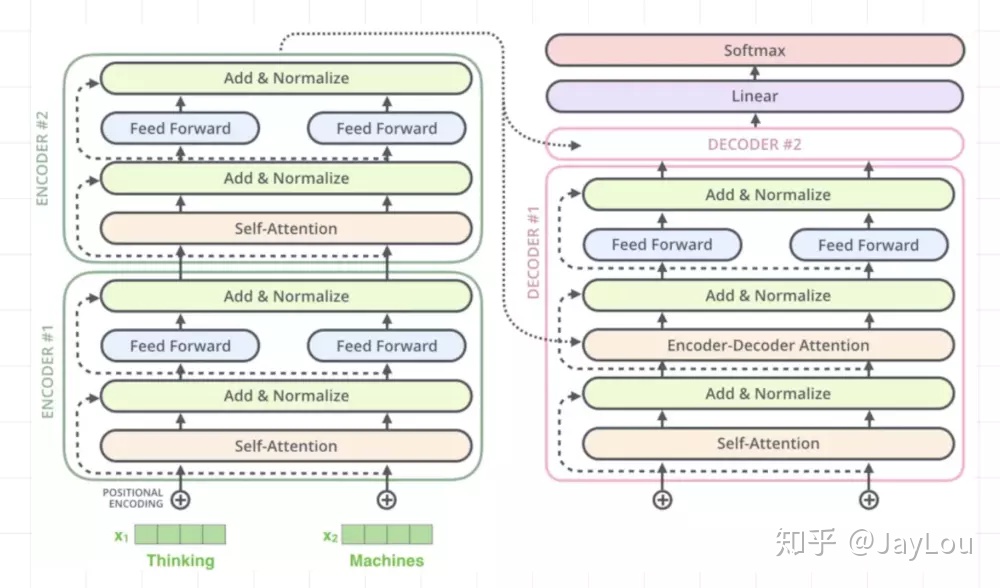 ENCODER #2
Add & Normalize
Feed Forward
Feed Forward
Add & Normalize
Self-Attention
ENCODER #1
Add & Normalize
Feed Forward
Feed Forward
Add & Normalize
Self-Attention
POSITIONAL
ENCODING
x₁
x₂
Thinking
Machines
Softmax
Linear
DECODER #2
DECODER #1
Add & Normalize
Feed Forward
Feed Forward
Add & Normalize
Encoder-Decoder Attention
Add & Normalize
Self-Attention
知乎 @JayLou